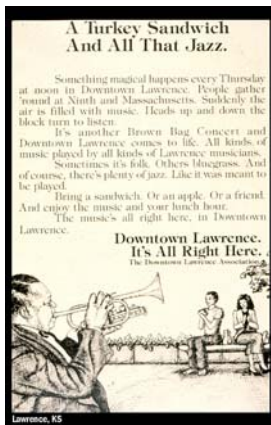 A Turkey Sandwich
And All That Jazz.
Something magical happens every Thursday
at noon in Downtown Lawrence. People gather
'round at Ninth and Massachusetts. Suddenly the
air is filled with music. Heads up and down the
block turn to listen.
It's another Brown Bag Concert and
Downtown Lawrence comes to life. All kinds of
music played by all kinds of Lawrence musicians.
Sometimes it's folk. Others bluegrass. And
of course, there's plenty of jazz. Like it was meant to
be played.
Bring a sandwich. Or an apple. Or a friend.
And enjoy the music and your lunch hour.
The music's all right here, in Downtown
Lawrence.
Downtown Lawrence.
It's All Right Here.
The Downtown Lawrence Association
Lawrence, KS